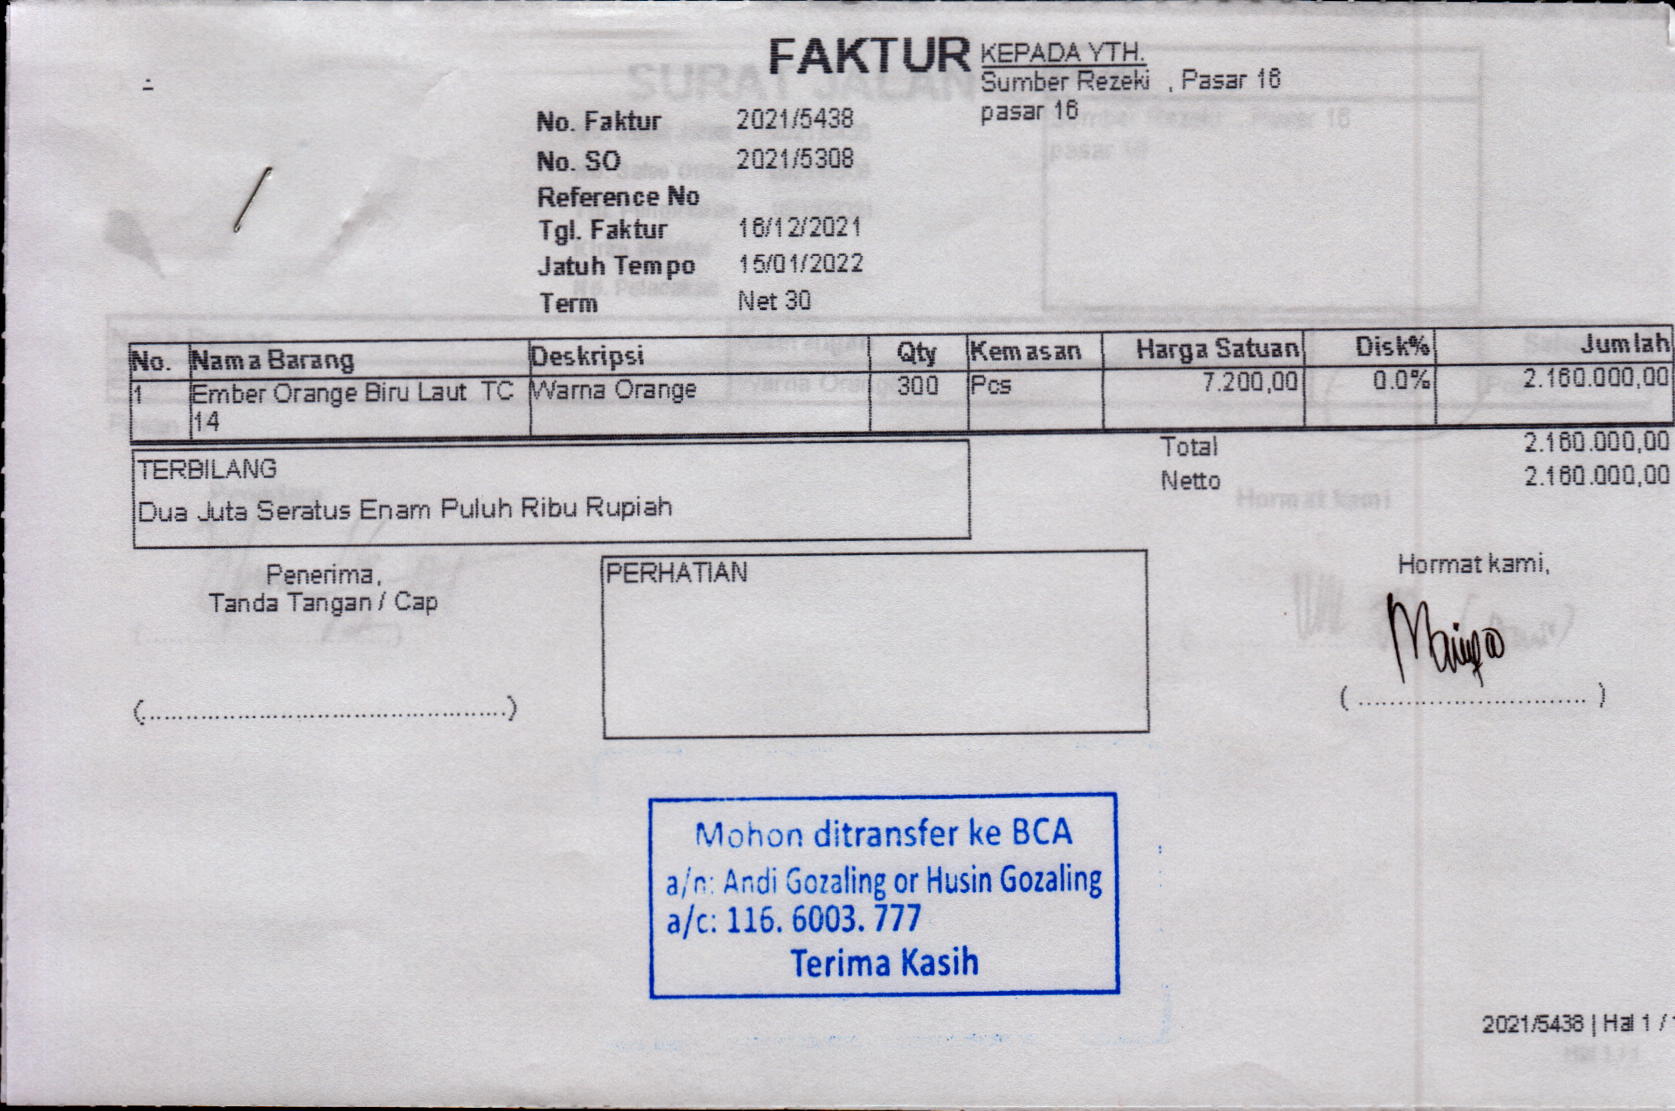 FAKTUR
KEPADA YTH.
Sumber Rezeki , Pasar 16
pasar 16
No. Faktur 2021/5438
No. SO 2021/5308
Reference No
Tgl. Faktur 16/12/2021
Jatuh Tempo 15/01/2022
Term Net 30
No. Nama Barang Deskripsi Qty Kemasan Harga Satuan Disk% Jumlah
1 Ember Orange Biru Laut TC Warna Orange 300 Pcs 7.200,00 0.0% 2.160.000,00
14
Total 2.160.000,00
Netto 2.160.000,00
TERBILANG
Dua Juta Seratus Enam Puluh Ribu Rupiah
Penerima,
Tanda Tangan / Cap
(..................................................)
PERHATIAN
Hormat kami,
( ............................. )
Mohon ditransfer ke BCA
a/n: Andi Gozaling or Husin Gozaling
a/c: 116. 6003. 777
Terima Kasih
2021/5438 | Hal 1 /